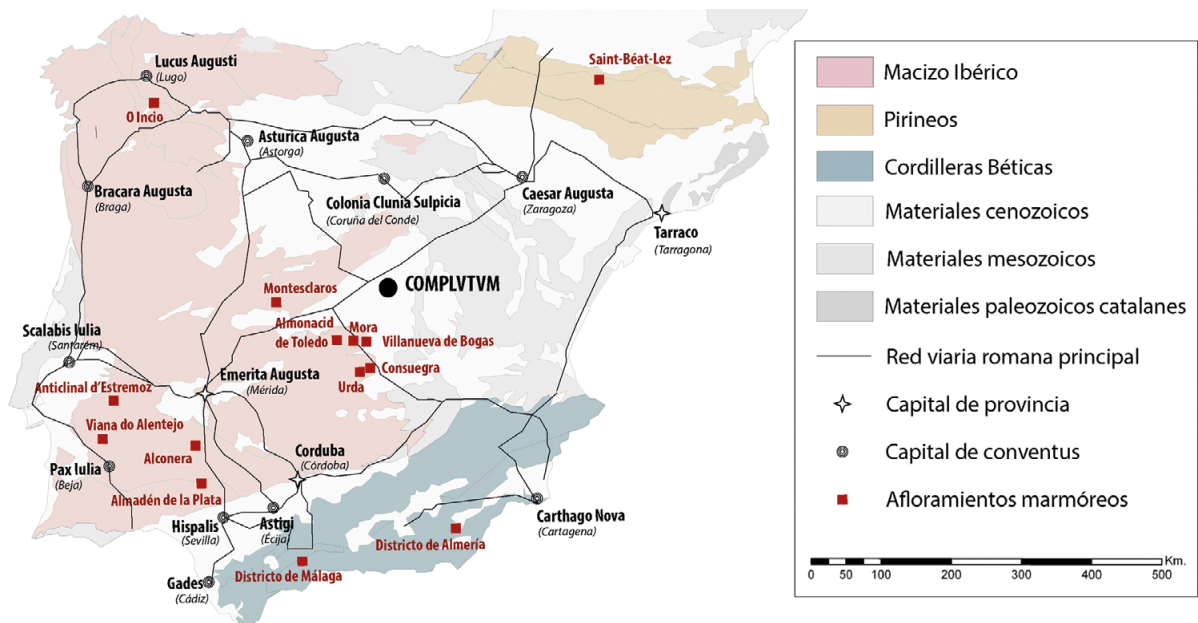 Saint-Béat-Lez
Lucus Augusti
(Lugo)
O Incio
Asturica Augusta
(Astorga)
Bracara Augusta
(Braga)
Colonia Clunia Sulpicia
(Coruña del Conde)
Caesar Augusta
(Zaragoza)
Tarraco
(Tarragona)
COMPLVTVM
Montesclaros
Almonacid
de Toledo
Mora
Villanueva de Bogas
Scalabis Iulia
(Santarém)
Consuegra
Urda
Emerita Augusta
(Mérida)
Anticlinal d'Estremoz
Viana do Alentejo
Alconera
Pax Iulia
(Beja)
Corduba
(Córdoba)
Almadén de la Plata
Hispalis
(Sevilla)
Astigi
(Écija)
Carthago Nova
(Cartagena)
Districto de Almería
Districto de Málaga
Gades
(Cádiz)
Macizo Ibérico
Pirineos
Cordilleras Béticas
Materiales cenozoicos
Materiales mesozoicos
Materiales paleozoicos catalanes
Red viaria romana principal
Capital de provincia
Capital de conventus
Afloramientos marmóreos
Km.
0 25 50 100 200 300 400 500